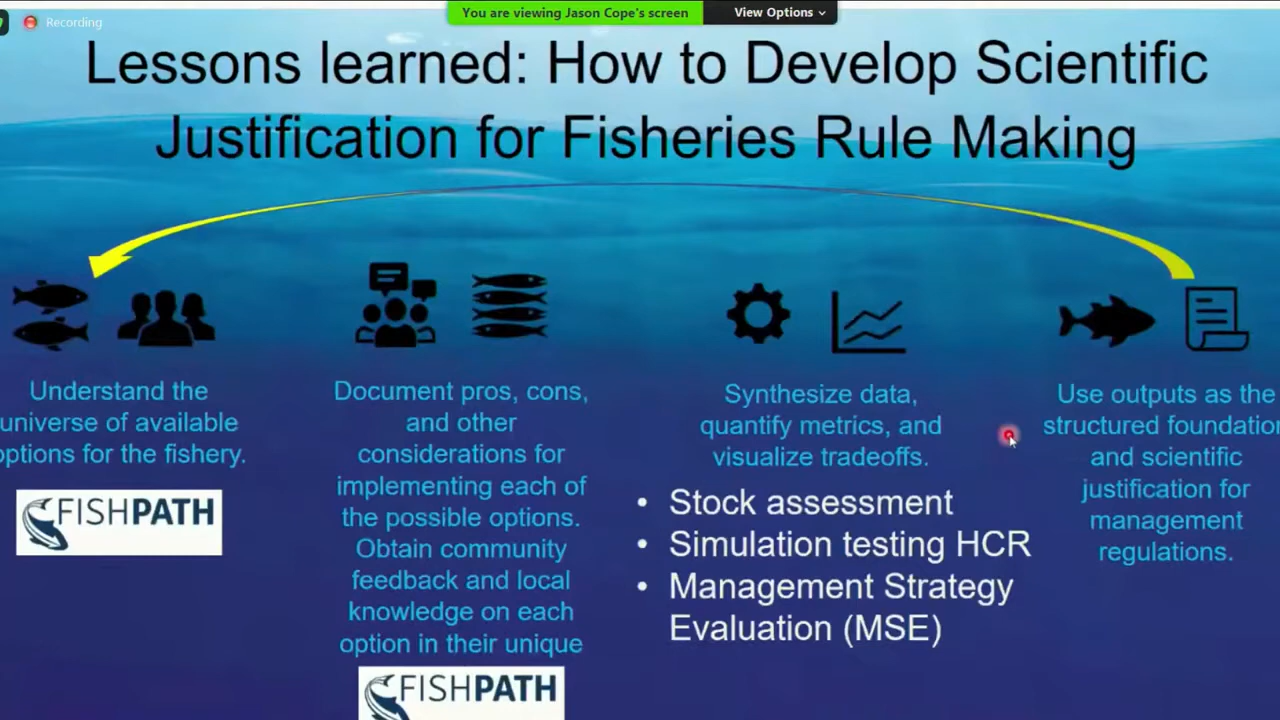 Recording
You are viewing Jason Cope's screen
View Options
Lessons learned: How to Develop Scientific
Justification for Fisheries Rule Making
Understand the
universe of available
options for the fishery.
FISHPATH
Document pros, cons,
and other
considerations for
implementing each of
the possible options.
Obtain community
feedback and local
knowledge on each
option in their unique
FISHPATH
Synthesize data,
quantify metrics, and
visualize tradeoffs.
• Stock assessment
• Simulation testing HCR
• Management Strategy
Evaluation (MSE)
Use outputs as the
structured foundation
and scientific
justification for
management
regulations.